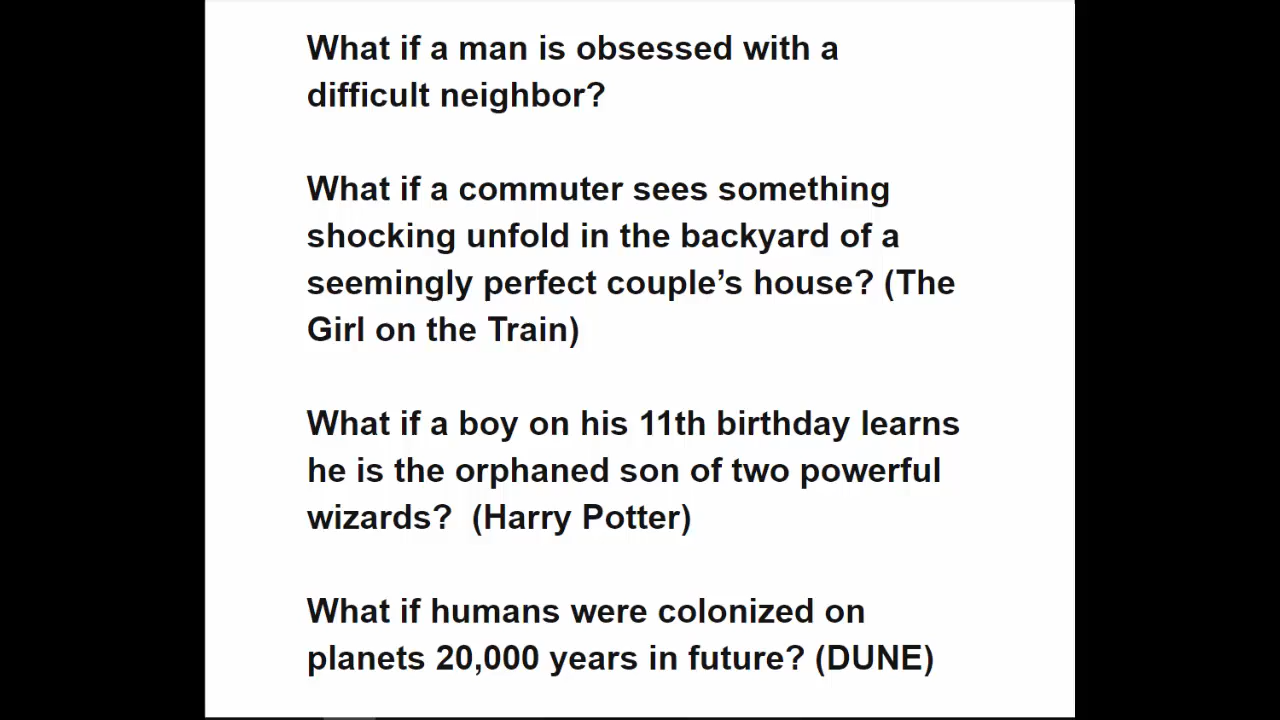 What if a man is obsessed with a
difficult neighbor?
What if a commuter sees something
shocking unfold in the backyard of a
seemingly perfect couple’s house? (The
Girl on the Train)
What if a boy on his 11th birthday learns
he is the orphaned son of two powerful
wizards?  (Harry Potter)
What if humans were colonized on
planets 20,000 years in future? (DUNE)